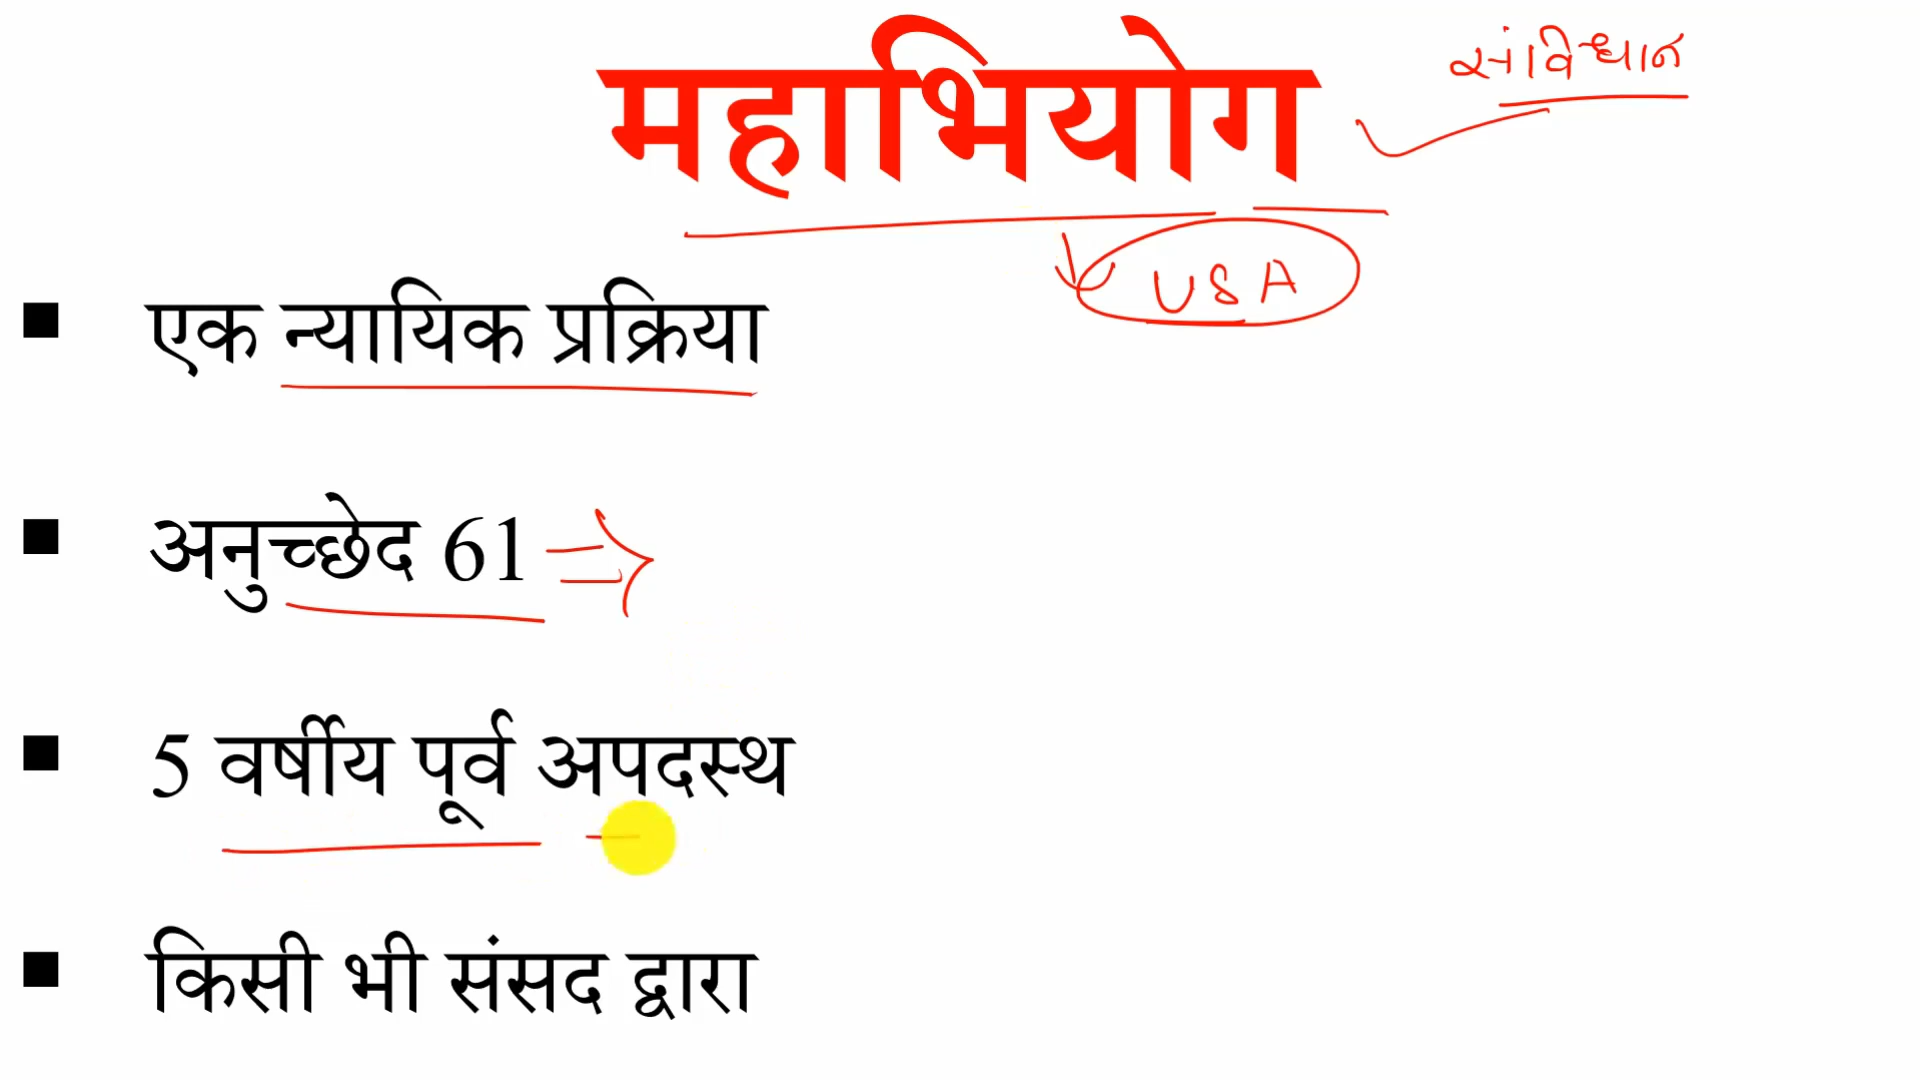 महाभियोग
संविधान
USA
▪ एक न्यायिक प्रक्रिया
▪ अनुच्छेद 61 ⇒
▪ 5 वर्षीय पूर्व अपदस्थ
▪ किसी भी संसद द्वारा